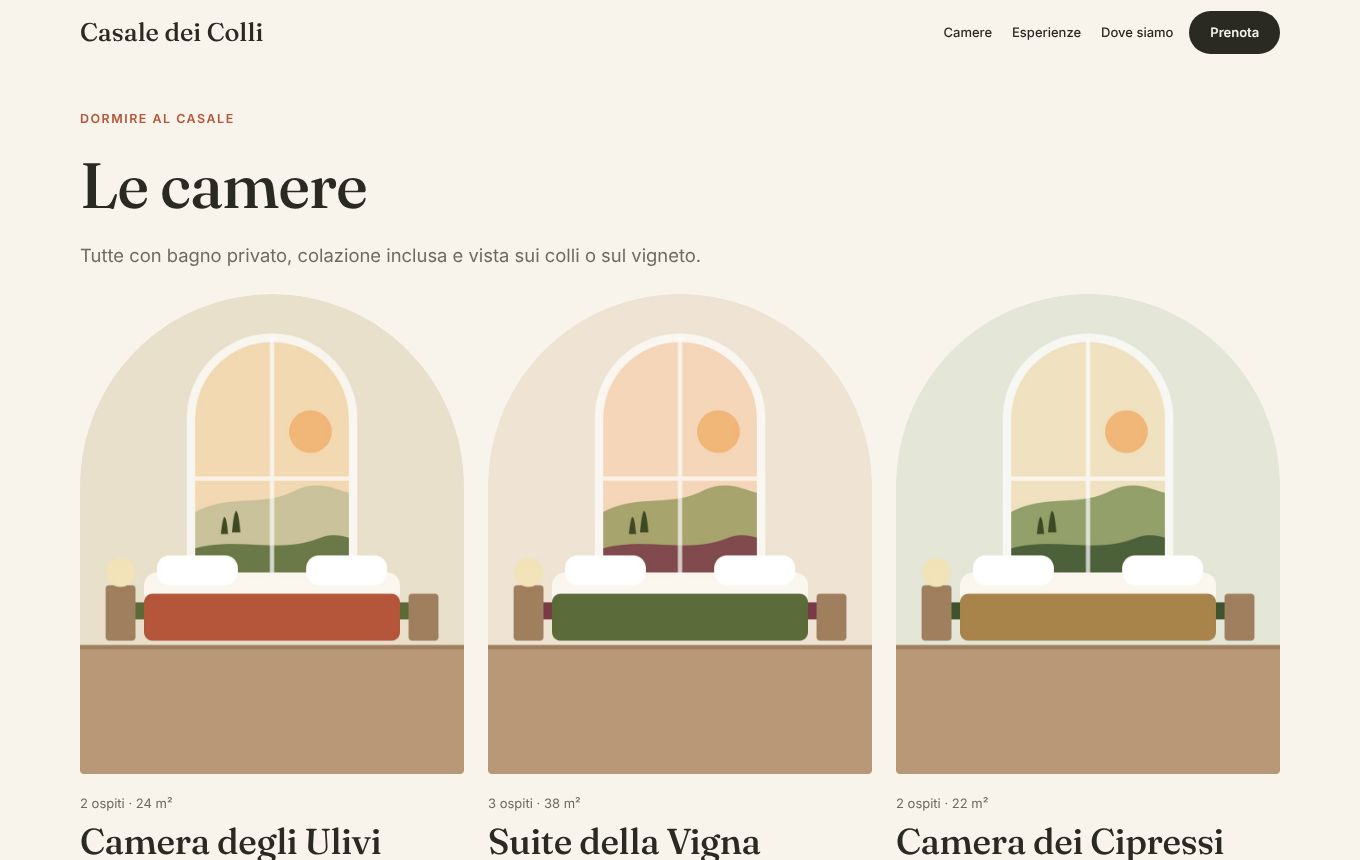 Casale dei Colli
Camere Esperienze Dove siamo Prenota
DORMIRE AL CASALE
Le camere
Tutte con bagno privato, colazione inclusa e vista sui colli o sul vigneto.
2 ospiti · 24 m²
Camera degli Ulivi
3 ospiti · 38 m²
Suite della Vigna
2 ospiti · 22 m²
Camera dei Cipressi